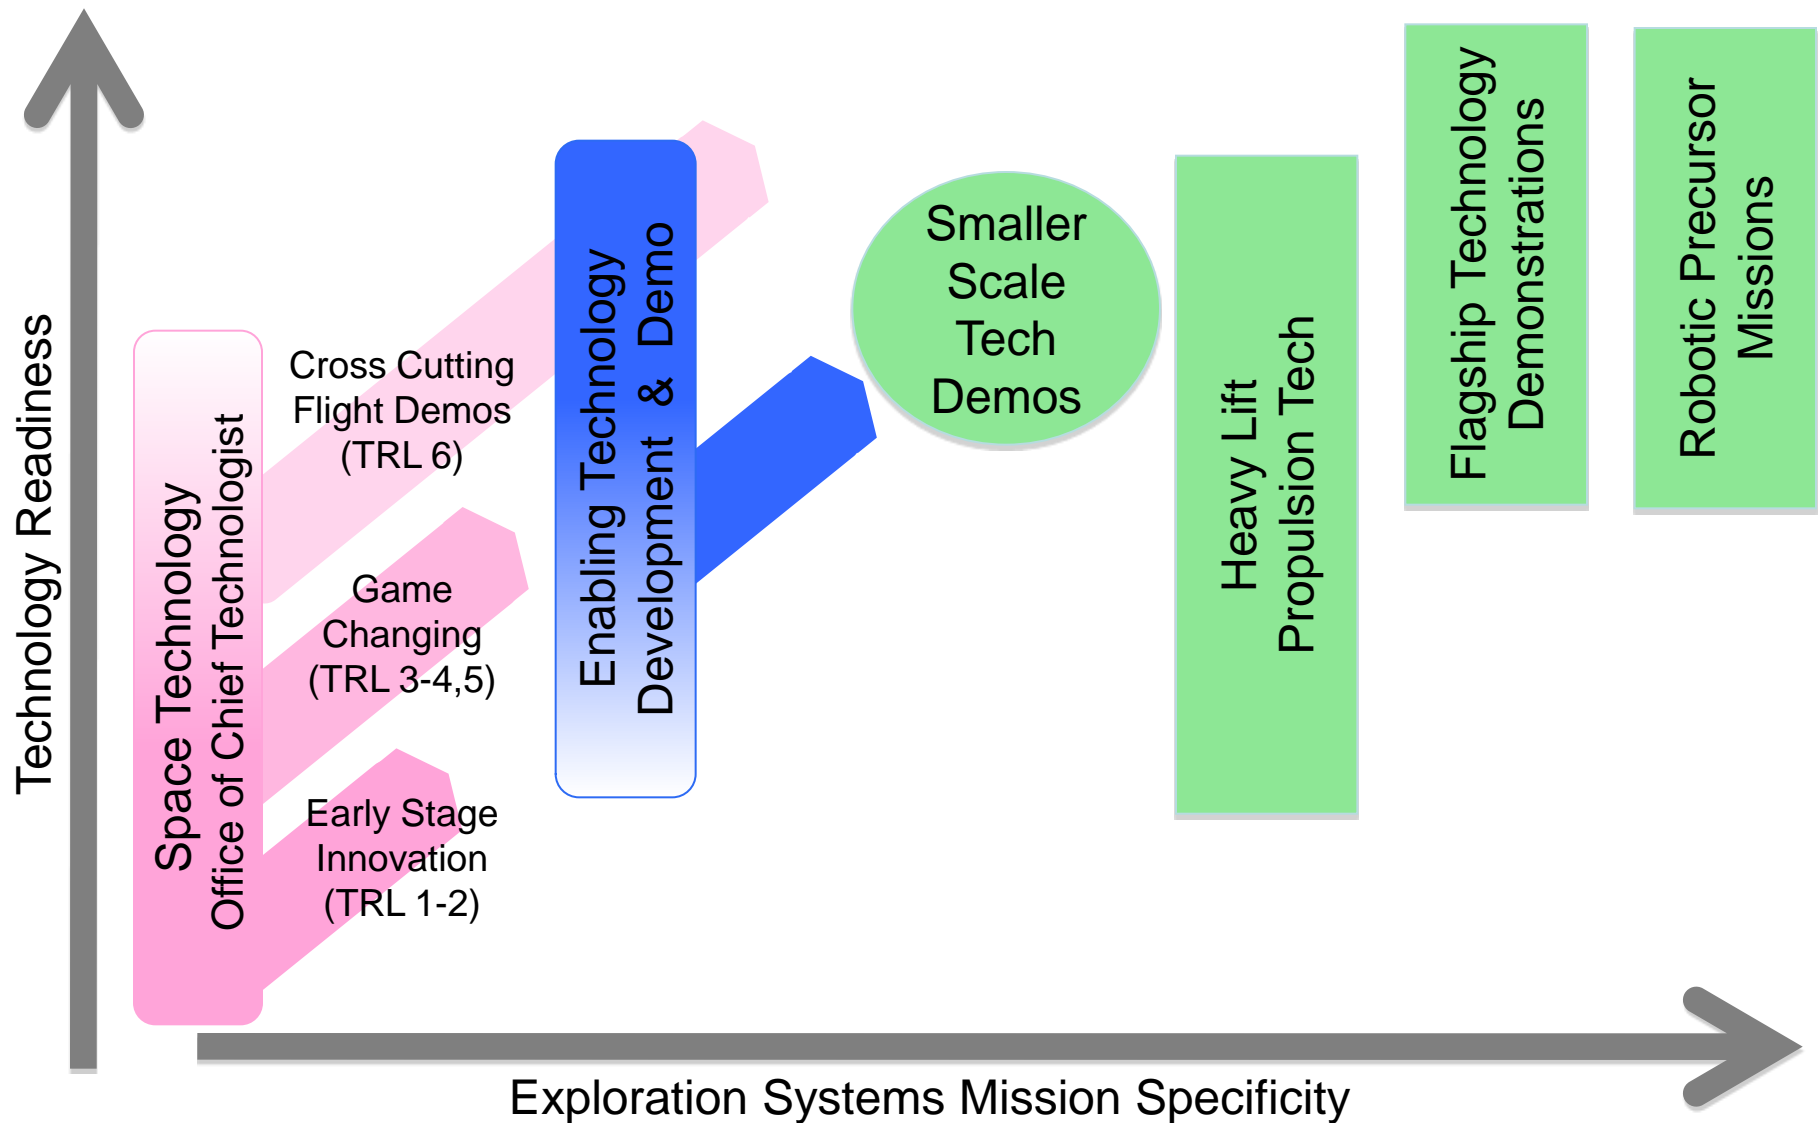 Technology Readiness
Space Technology
Office of Chief Technologist
Cross Cutting
Flight Demos
(TRL 6)
Game
Changing
(TRL 3-4,5)
Early Stage
Innovation
(TRL 1-2)
Enabling Technology
Development & Demo
Smaller
Scale
Tech
Demos
Heavy Lift
Propulsion Tech
Flagship Technology
Demonstrations
Robotic Precursor
Missions
Exploration Systems Mission Specificity